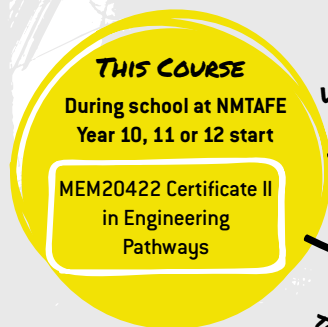 THIS COURSE
During school at NMTAFE
Year 10, 11 or 12 start
MEM20422 Certificate II
in Engineering
Pathways